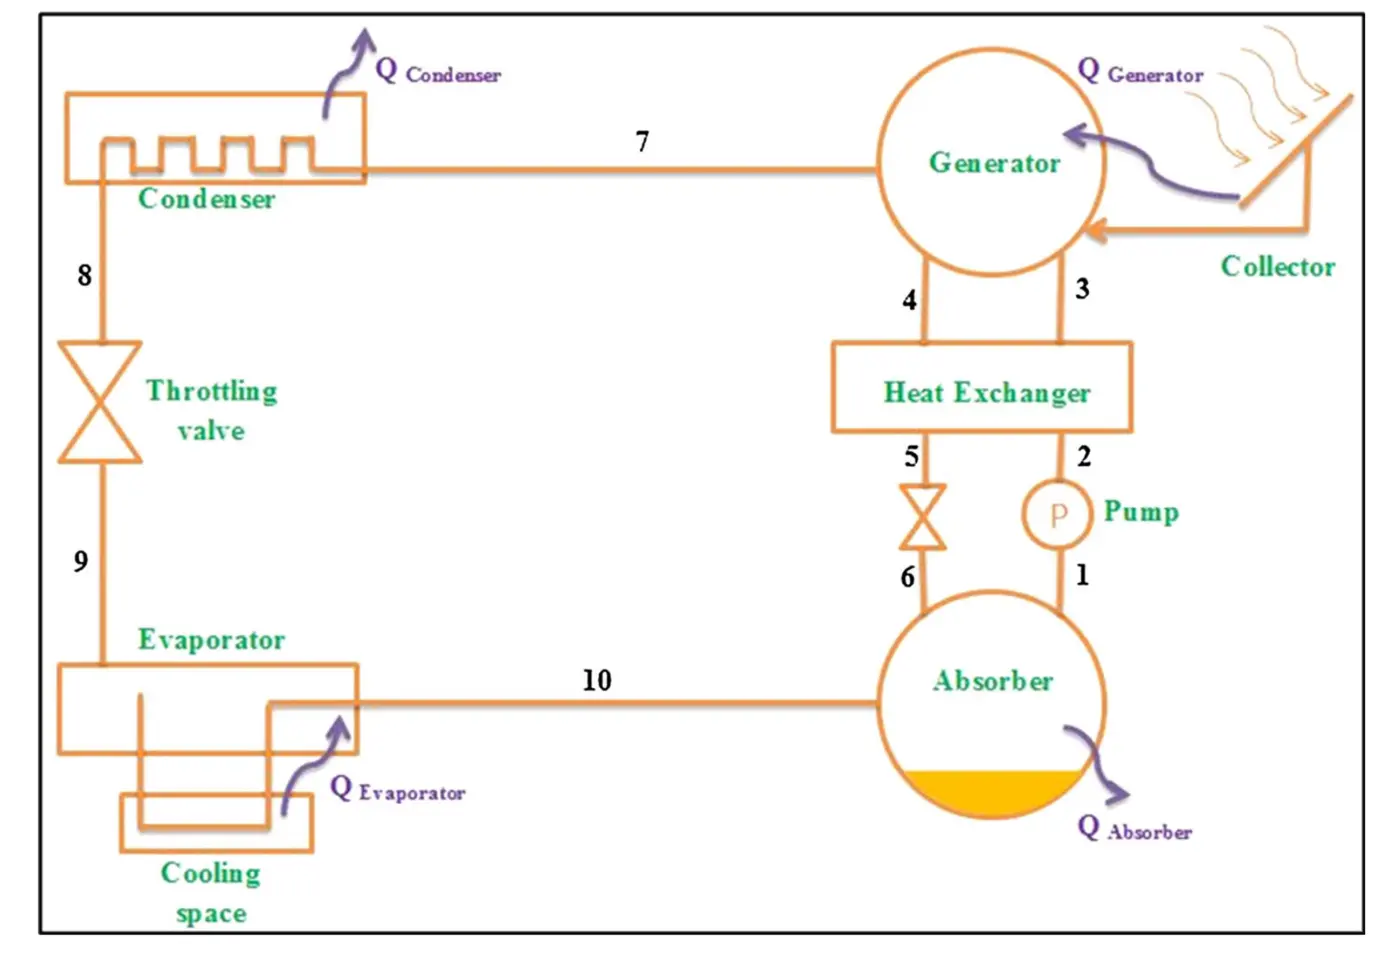 Q Condenser
Q Generator
7
Generator
Condenser
Collector
8
4
3
Throttling
valve
Heat Exchanger
5
2
P
Pump
9
6
1
Evaporator
10
Absorber
Q Evaporator
Q Absorber
Cooling
space